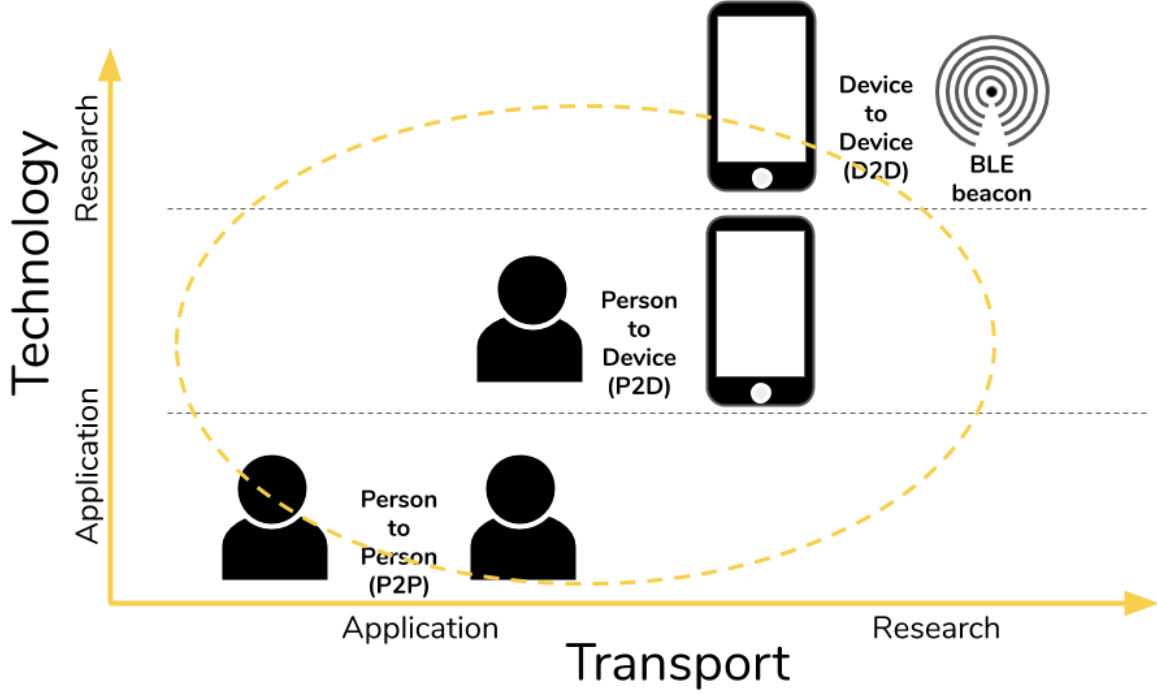 Technology
Research
Application
Device
to
Device
(D2D)
BLE
beacon
Person
to
Device
(P2D)
Person
to
Person
(P2P)
Application
Research
Transport